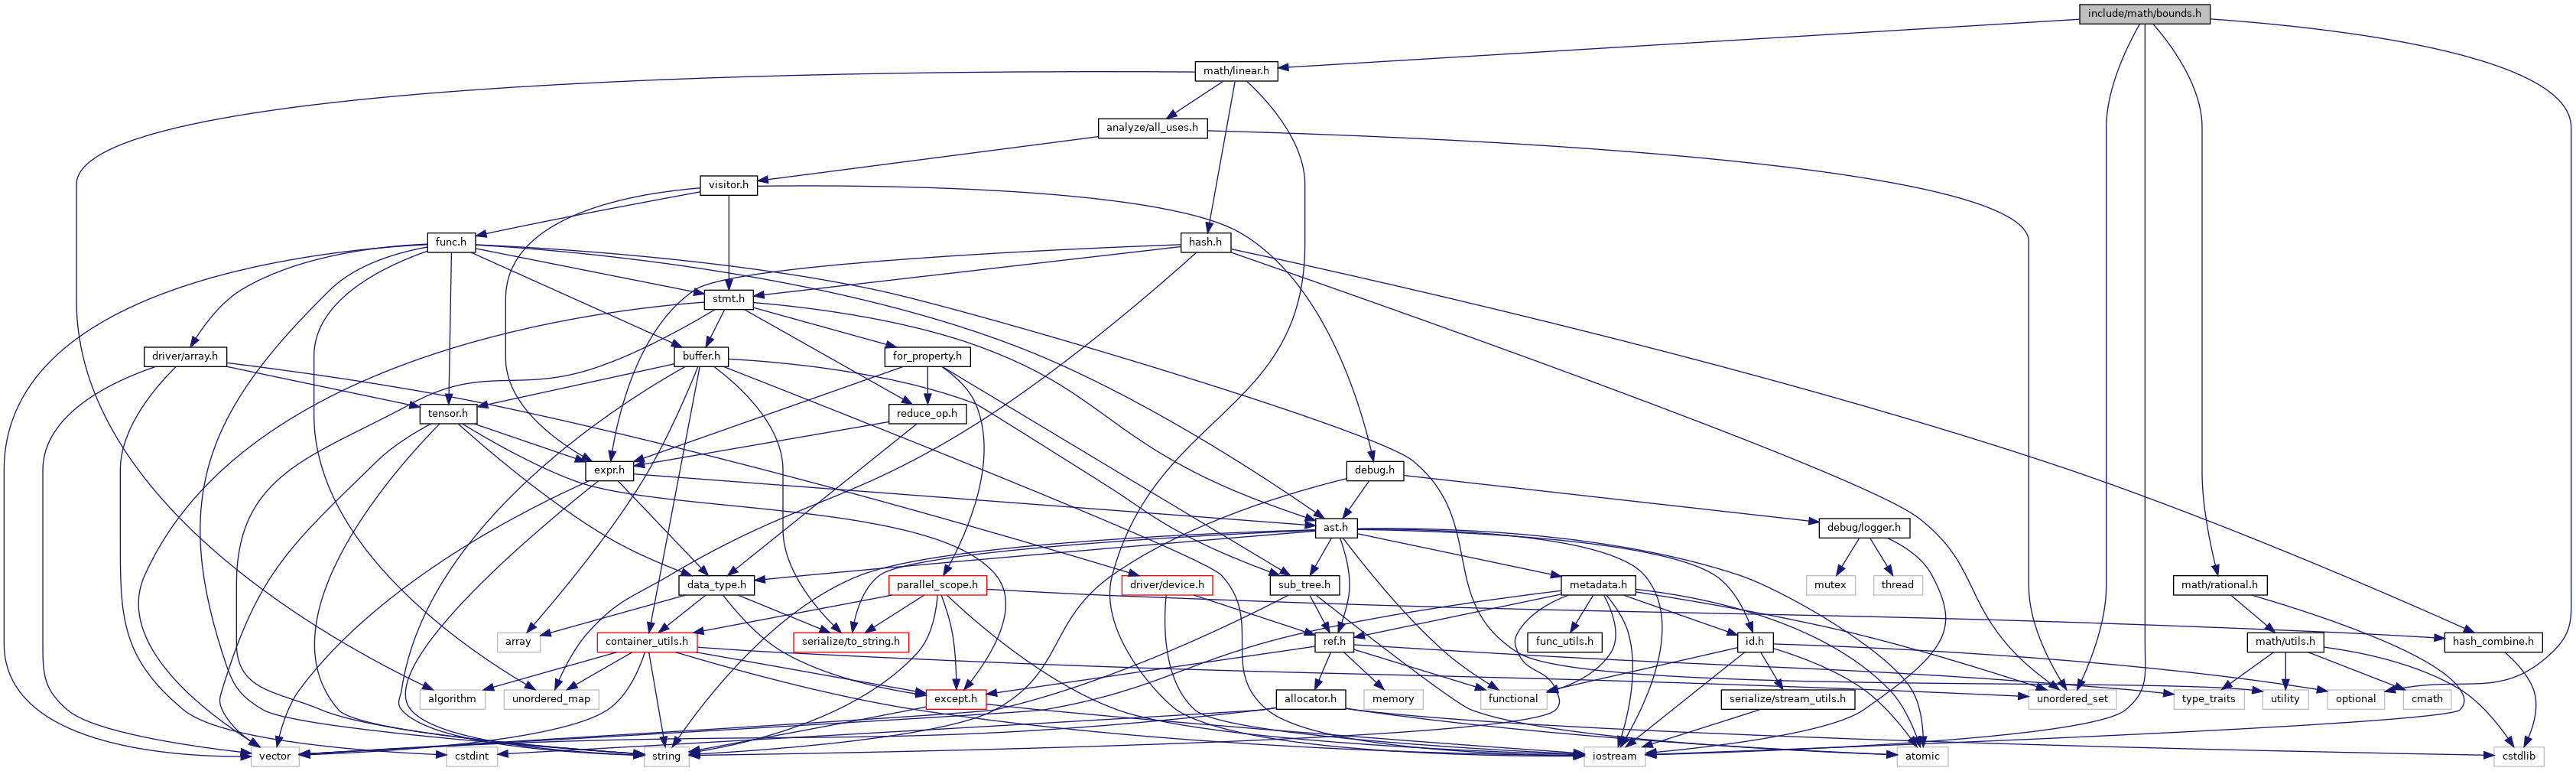 include/math/bounds.h
math/linear.h
analyze/all_uses.h
visitor.h
func.h
hash.h
stmt.h
driver/array.h
buffer.h
for_property.h
tensor.h
reduce_op.h
expr.h
debug.h
ast.h
debug/logger.h
data_type.h
parallel_scope.h
driver/device.h
sub_tree.h
metadata.h
mutex
thread
math/rational.h
array
container_utils.h
serialize/to_string.h
ref.h
func_utils.h
id.h
math/utils.h
hash_combine.h
algorithm
unordered_map
except.h
allocator.h
memory
functional
serialize/stream_utils.h
unordered_set
type_traits
utility
optional
cmath
vector
cstdint
string
iostream
atomic
cstdlib